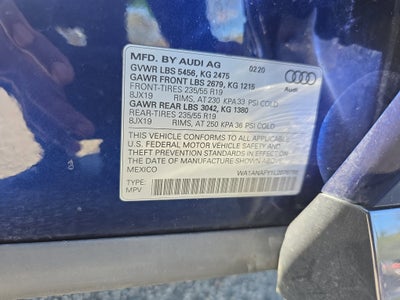 MFD. BY AUDI AG 02/20
GVWR LBS 5456, KG 2475
GAWR FRONT LBS 2679, KG 1215
Audi
FRONT-TIRES 235/55 R19
8JX19 RIMS, AT 230 KPA/33 PSI COLD
GAWR REAR LBS 3042, KG 1380
REAR-TIRES 235/55 R19
8JX19 RIMS, AT 250 KPA/36 PSI COLD
THIS VEHICLE CONFORMS TO ALL APPLICABLE
U.S. FEDERAL MOTOR VEHICLE SAFETY AND
THEFT PREVENTION STANDARDS IN EFFECT ON
THE DATE OF MANUFACTURE SHOWN ABOVE.
MEXICO
TYPE:
MPV